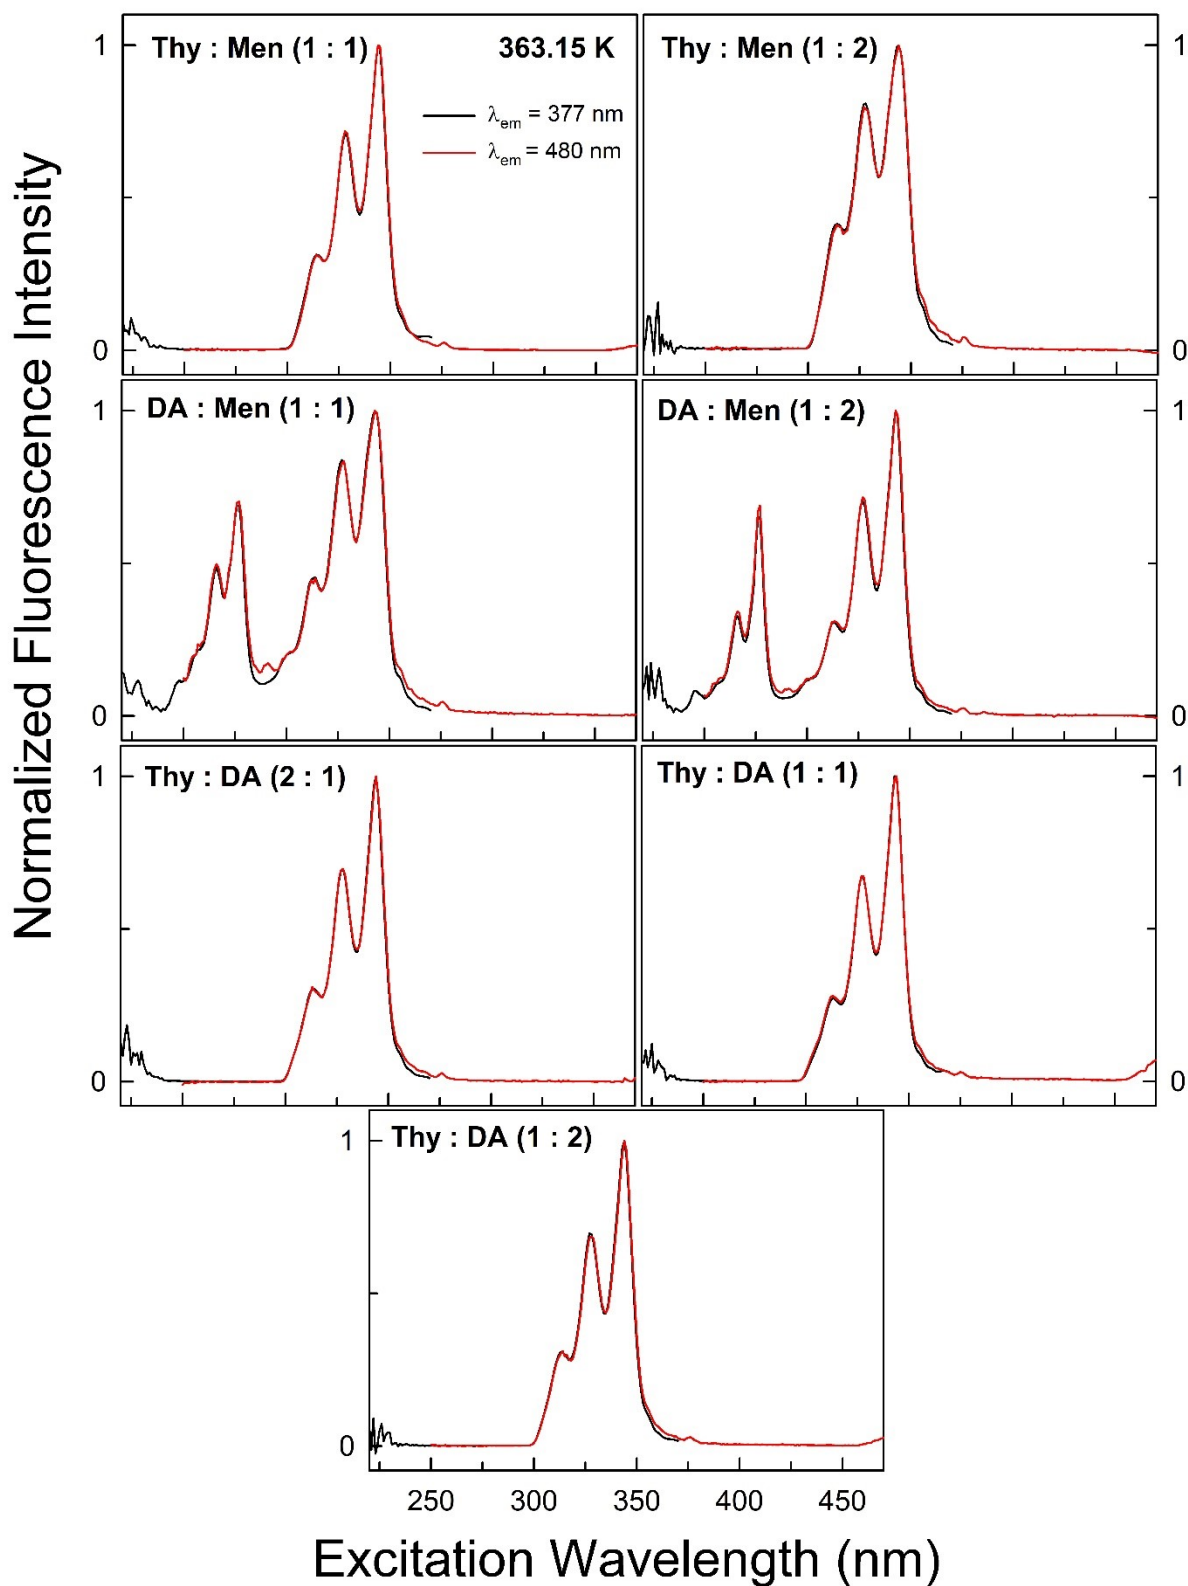 Normalized Fluorescence Intensity
Thy : Men (1 : 1)
363.15 K
λem = 377 nm
λem = 480 nm
1
0
Thy : Men (1 : 2)
1
0
DA : Men (1 : 1)
1
0
DA : Men (1 : 2)
1
0
Thy : DA (2 : 1)
1
0
Thy : DA (1 : 1)
1
0
Thy : DA (1 : 2)
1
0
250 300 350 400 450
Excitation Wavelength (nm)